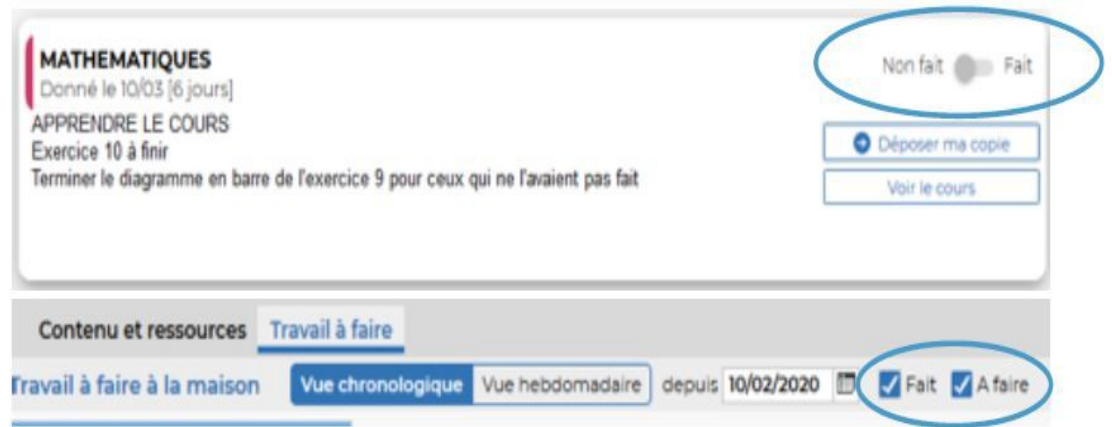 MATHEMATIQUES
Donné le 10/03 [6 jours]
Non fait Fait
APPRENDRE LE COURS
Exercice 10 à finir
Terminer le diagramme en barre de l'exercice 9 pour ceux qui ne l'avaient pas fait
Déposer ma copie
Voir le cours
Contenu et ressources Travail à faire
Travail à faire à la maison Vue chronologique Vue hebdomadaire depuis 10/02/2020 Fait A faire